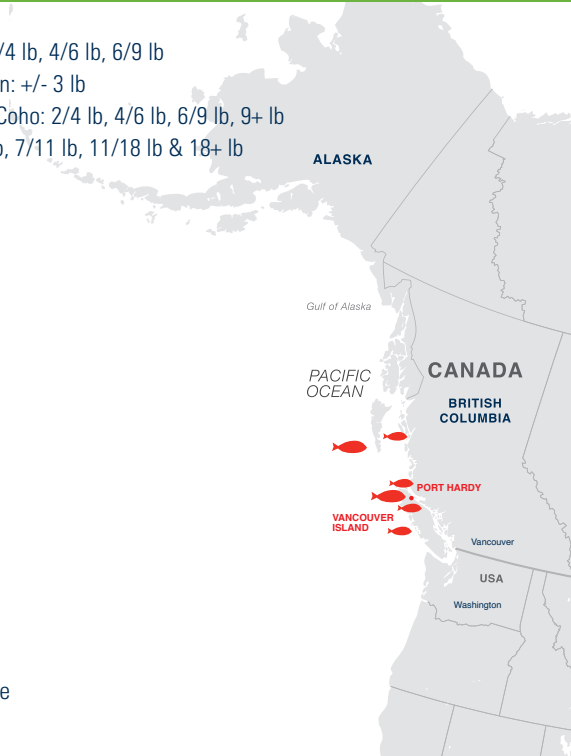 /4 lb, 4/6 lb, 6/9 lb
n: +/- 3 lb
Coho: 2/4 lb, 4/6 lb, 6/9 lb, 9+ lb
, 7/11 lb, 11/18 lb & 18+ lb
ALASKA
Gulf of Alaska
PACIFIC
OCEAN
CANADA
BRITISH
COLUMBIA
PORT HARDY
VANCOUVER
ISLAND
Vancouver
USA
Washington
e